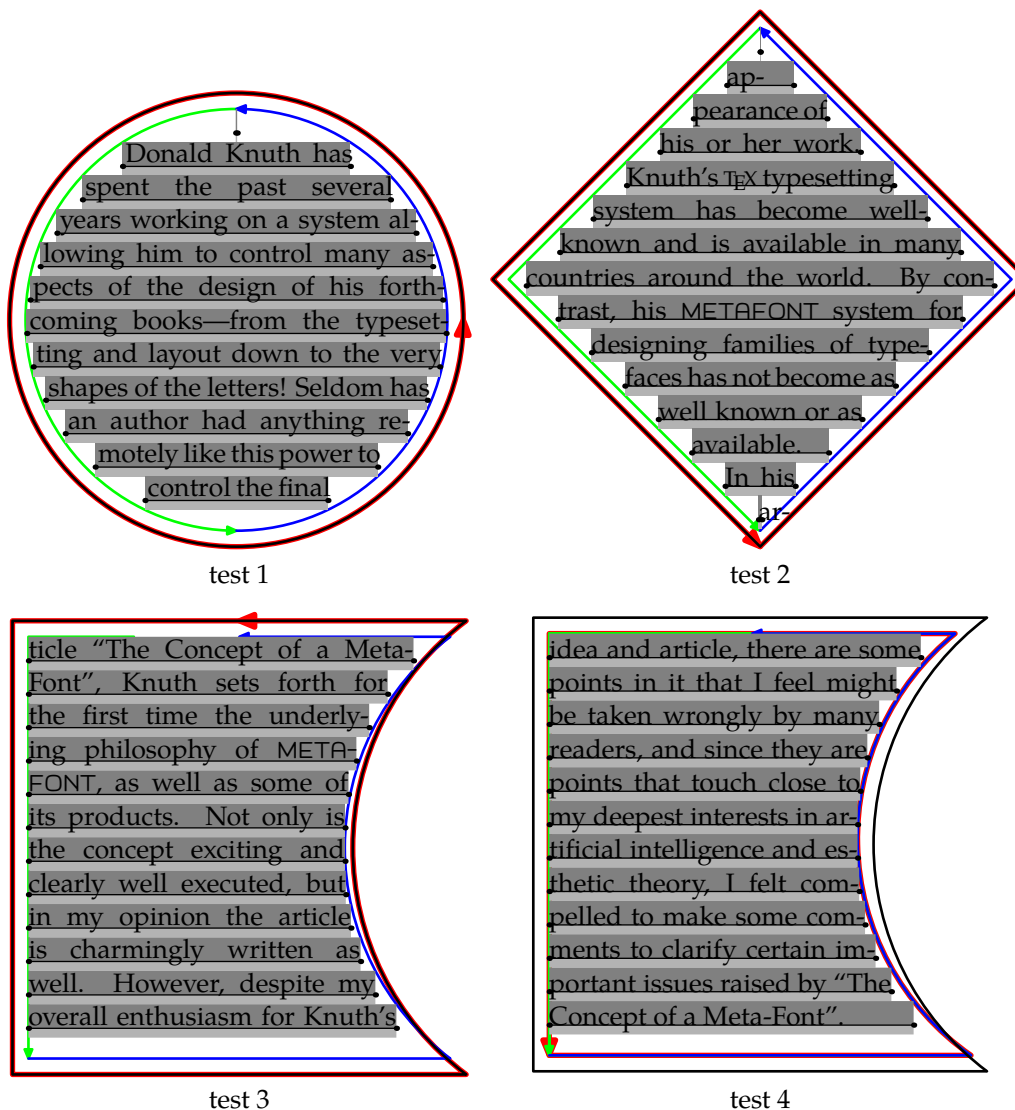 Donald Knuth has
spent the past several
years working on a system al-
lowing him to control many as-
pects of the design of his forth-
coming books—from the typeset-
ting and layout down to the very
shapes of the letters! Seldom has
an author had anything re-
motely like this power to
control the final
test 1
ap-
pearance of
his or her work.
Knuth's TEX typesetting
system has become well-
known and is available in many
countries around the world. By con-
trast, his METAFONT system for
designing families of type-
faces has not become as
well known or as
available.
In his
ar-
test 2
ticle “The Concept of a Meta-
Font”, Knuth sets forth for
the first time the underly-
ing philosophy of META-
FONT, as well as some of
its products. Not only is
the concept exciting and
clearly well executed, but
in my opinion the article
is charmingly written as
well. However, despite my
overall enthusiasm for Knuth's
test 3
idea and article, there are some
points in it that I feel might
be taken wrongly by many
readers, and since they are
points that touch close to
my deepest interests in ar-
tificial intelligence and es-
thetic theory, I felt com-
pelled to make some com-
ments to clarify certain im-
portant issues raised by “The
Concept of a Meta-Font”.
test 4